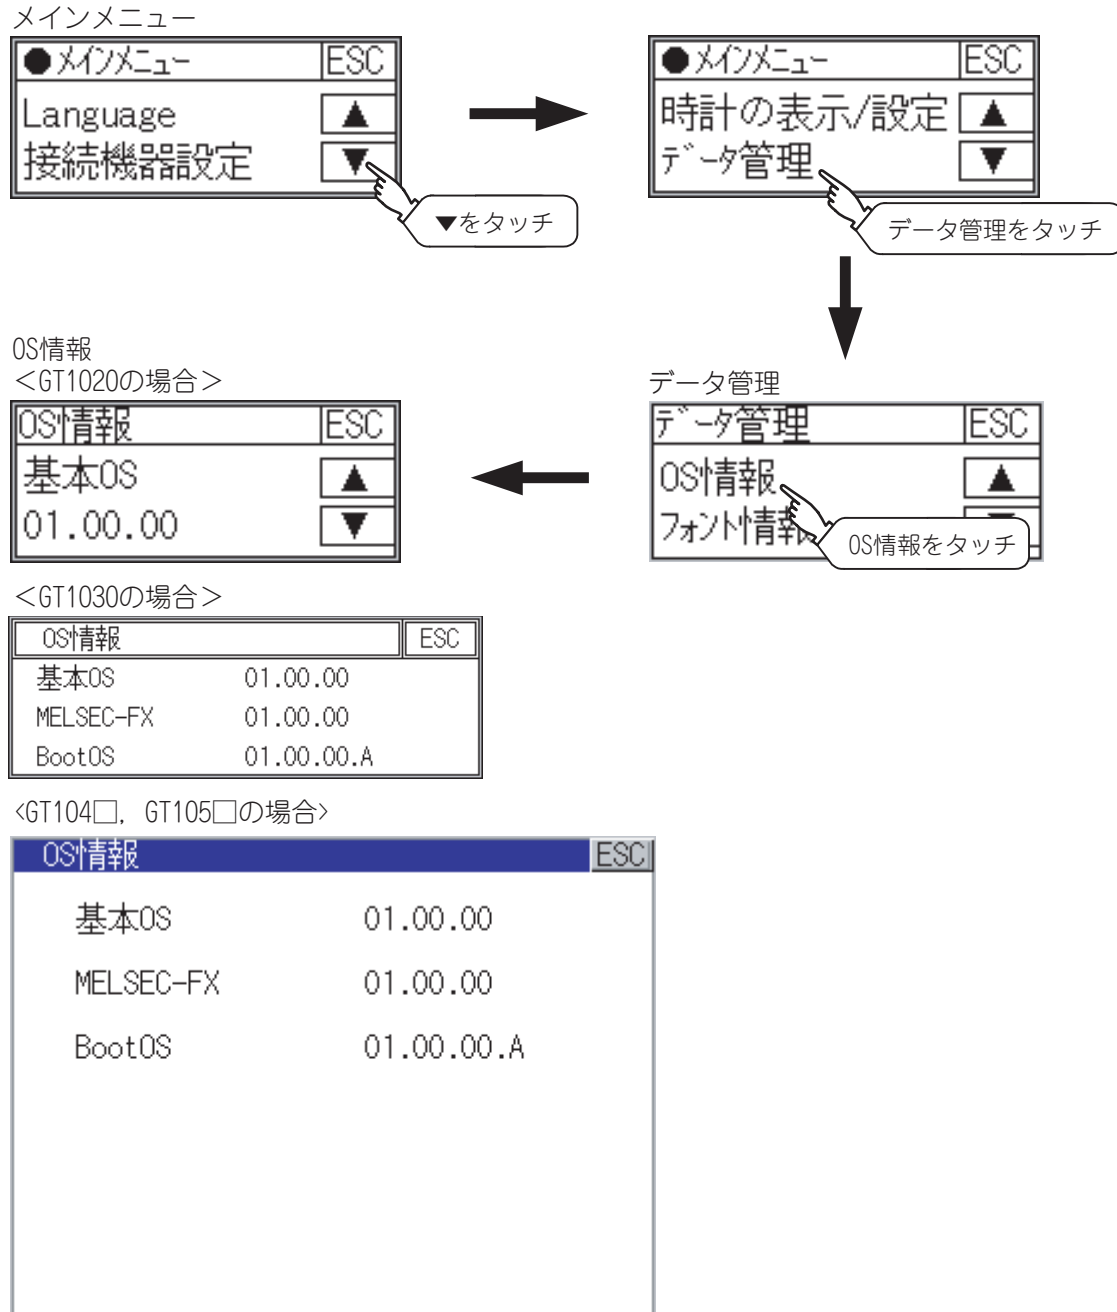 メインメニュー
●メインメニュー ESC
Language ▲
接続機器設定 ▼
▼をタッチ
●メインメニュー ESC
時計の表示/設定 ▲
データ管理 ▼
データ管理をタッチ
データ管理
データ管理 ESC
OS情報 ▲
フォント情報
OS情報をタッチ
OS情報
＜GT1020の場合＞
OS情報 ESC
基本OS ▲
01.00.00 ▼
＜GT1030の場合＞
OS情報 ESC
基本OS 01.00.00
MELSEC-FX 01.00.00
BootOS 01.00.00.A
<GT104□, GT105□の場合>
OS情報 ESC
基本OS 01.00.00
MELSEC-FX 01.00.00
BootOS 01.00.00.A